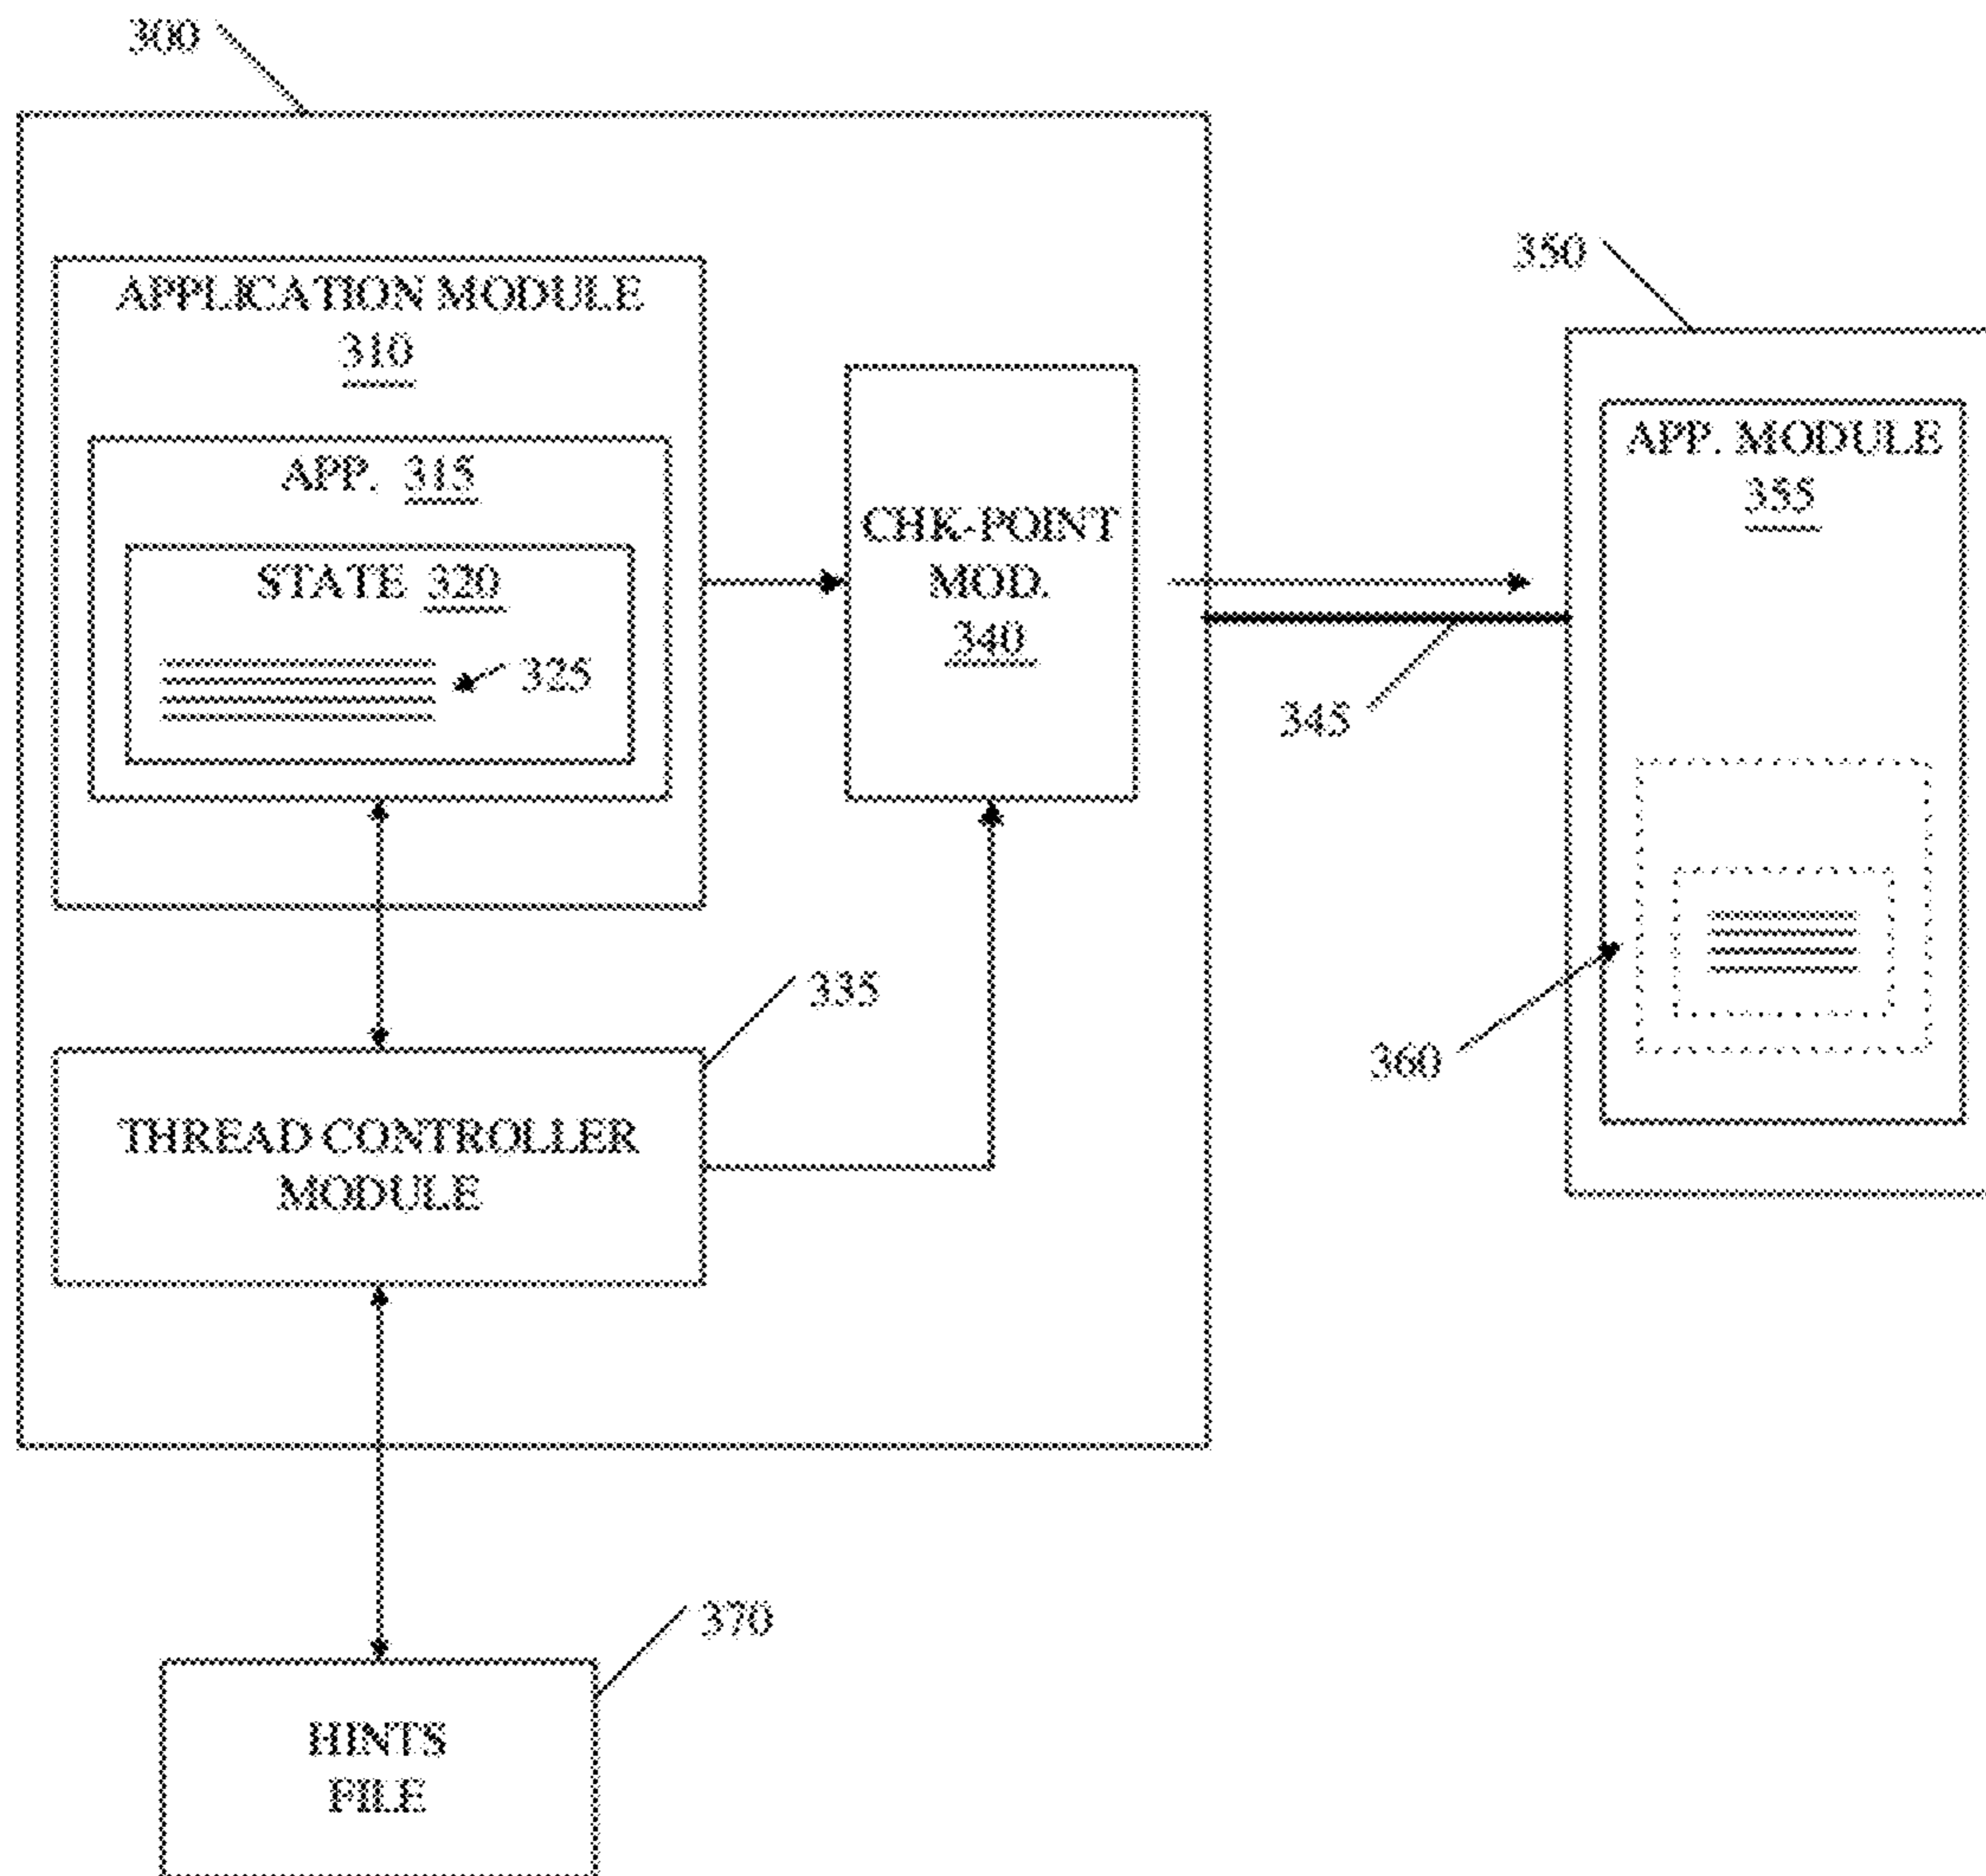 300
350
APPLICATION MODULE
310
APP. 315
STATE 320
325
CHK-POINT
MOD.
340
345
APP. MODULE
355
360
335
THREAD CONTROLLER
MODULE
370
HINTS
FILE